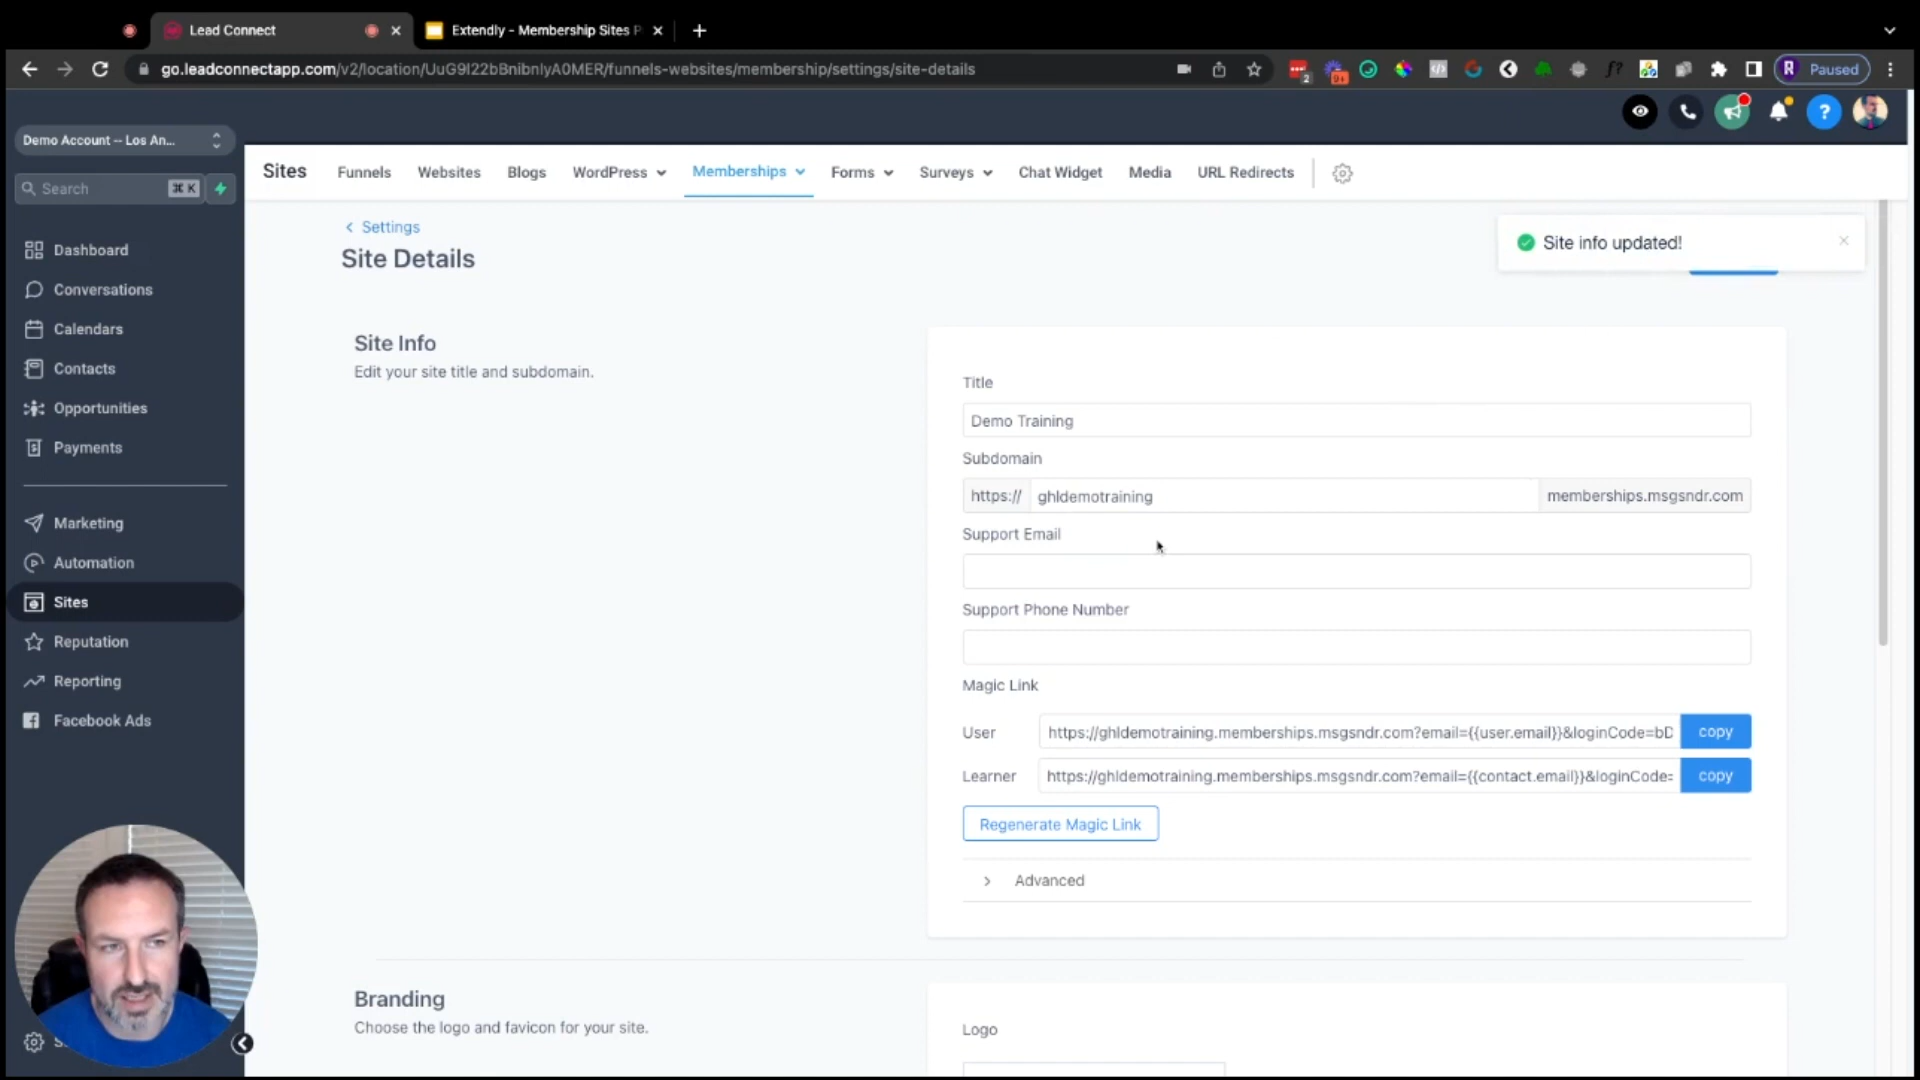 Lead Connect
Extendly - Membership Sites P
go.leadconnectapp.com/v2/location/UuG9I22bBnibnlyA0MER/funnels-websites/membership/settings/site-details
2
9+
f?
R Paused
Demo Account -- Los An...
Search ⌘ K
Dashboard
Conversations
Calendars
Contacts
Opportunities
Payments
Marketing
Automation
Sites
Reputation
Reporting
Facebook Ads
Sites Funnels Websites Blogs WordPress Memberships Forms Surveys Chat Widget Media URL Redirects
Settings
Site Details
Site info updated!
Site Info
Edit your site title and subdomain.
Title
Demo Training
Subdomain
https:// ghldemotraining memberships.msgsndr.com
Support Email
Support Phone Number
Magic Link
User https://ghldemotraining.memberships.msgsndr.com?email={{user.email}}&loginCode=bD copy
Learner https://ghldemotraining.memberships.msgsndr.com?email={{contact.email}}&loginCode= copy
Regenerate Magic Link
Advanced
Branding
Choose the logo and favicon for your site.
Logo